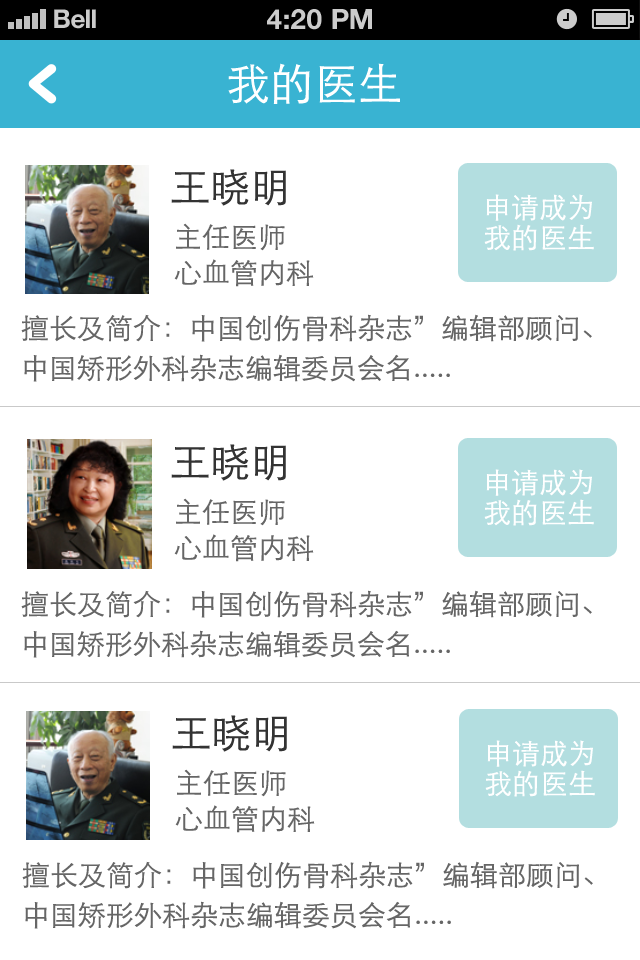 Bell 4:20 PM
我的医生
王晓明
主任医师
心血管内科
申请成为
我的医生
擅长及简介：中国创伤骨科杂志”编辑部顾问、
中国矫形外科杂志编辑委员会名.....
王晓明
主任医师
心血管内科
申请成为
我的医生
擅长及简介：中国创伤骨科杂志”编辑部顾问、
中国矫形外科杂志编辑委员会名.....
王晓明
主任医师
心血管内科
申请成为
我的医生
擅长及简介：中国创伤骨科杂志”编辑部顾问、
中国矫形外科杂志编辑委员会名.....